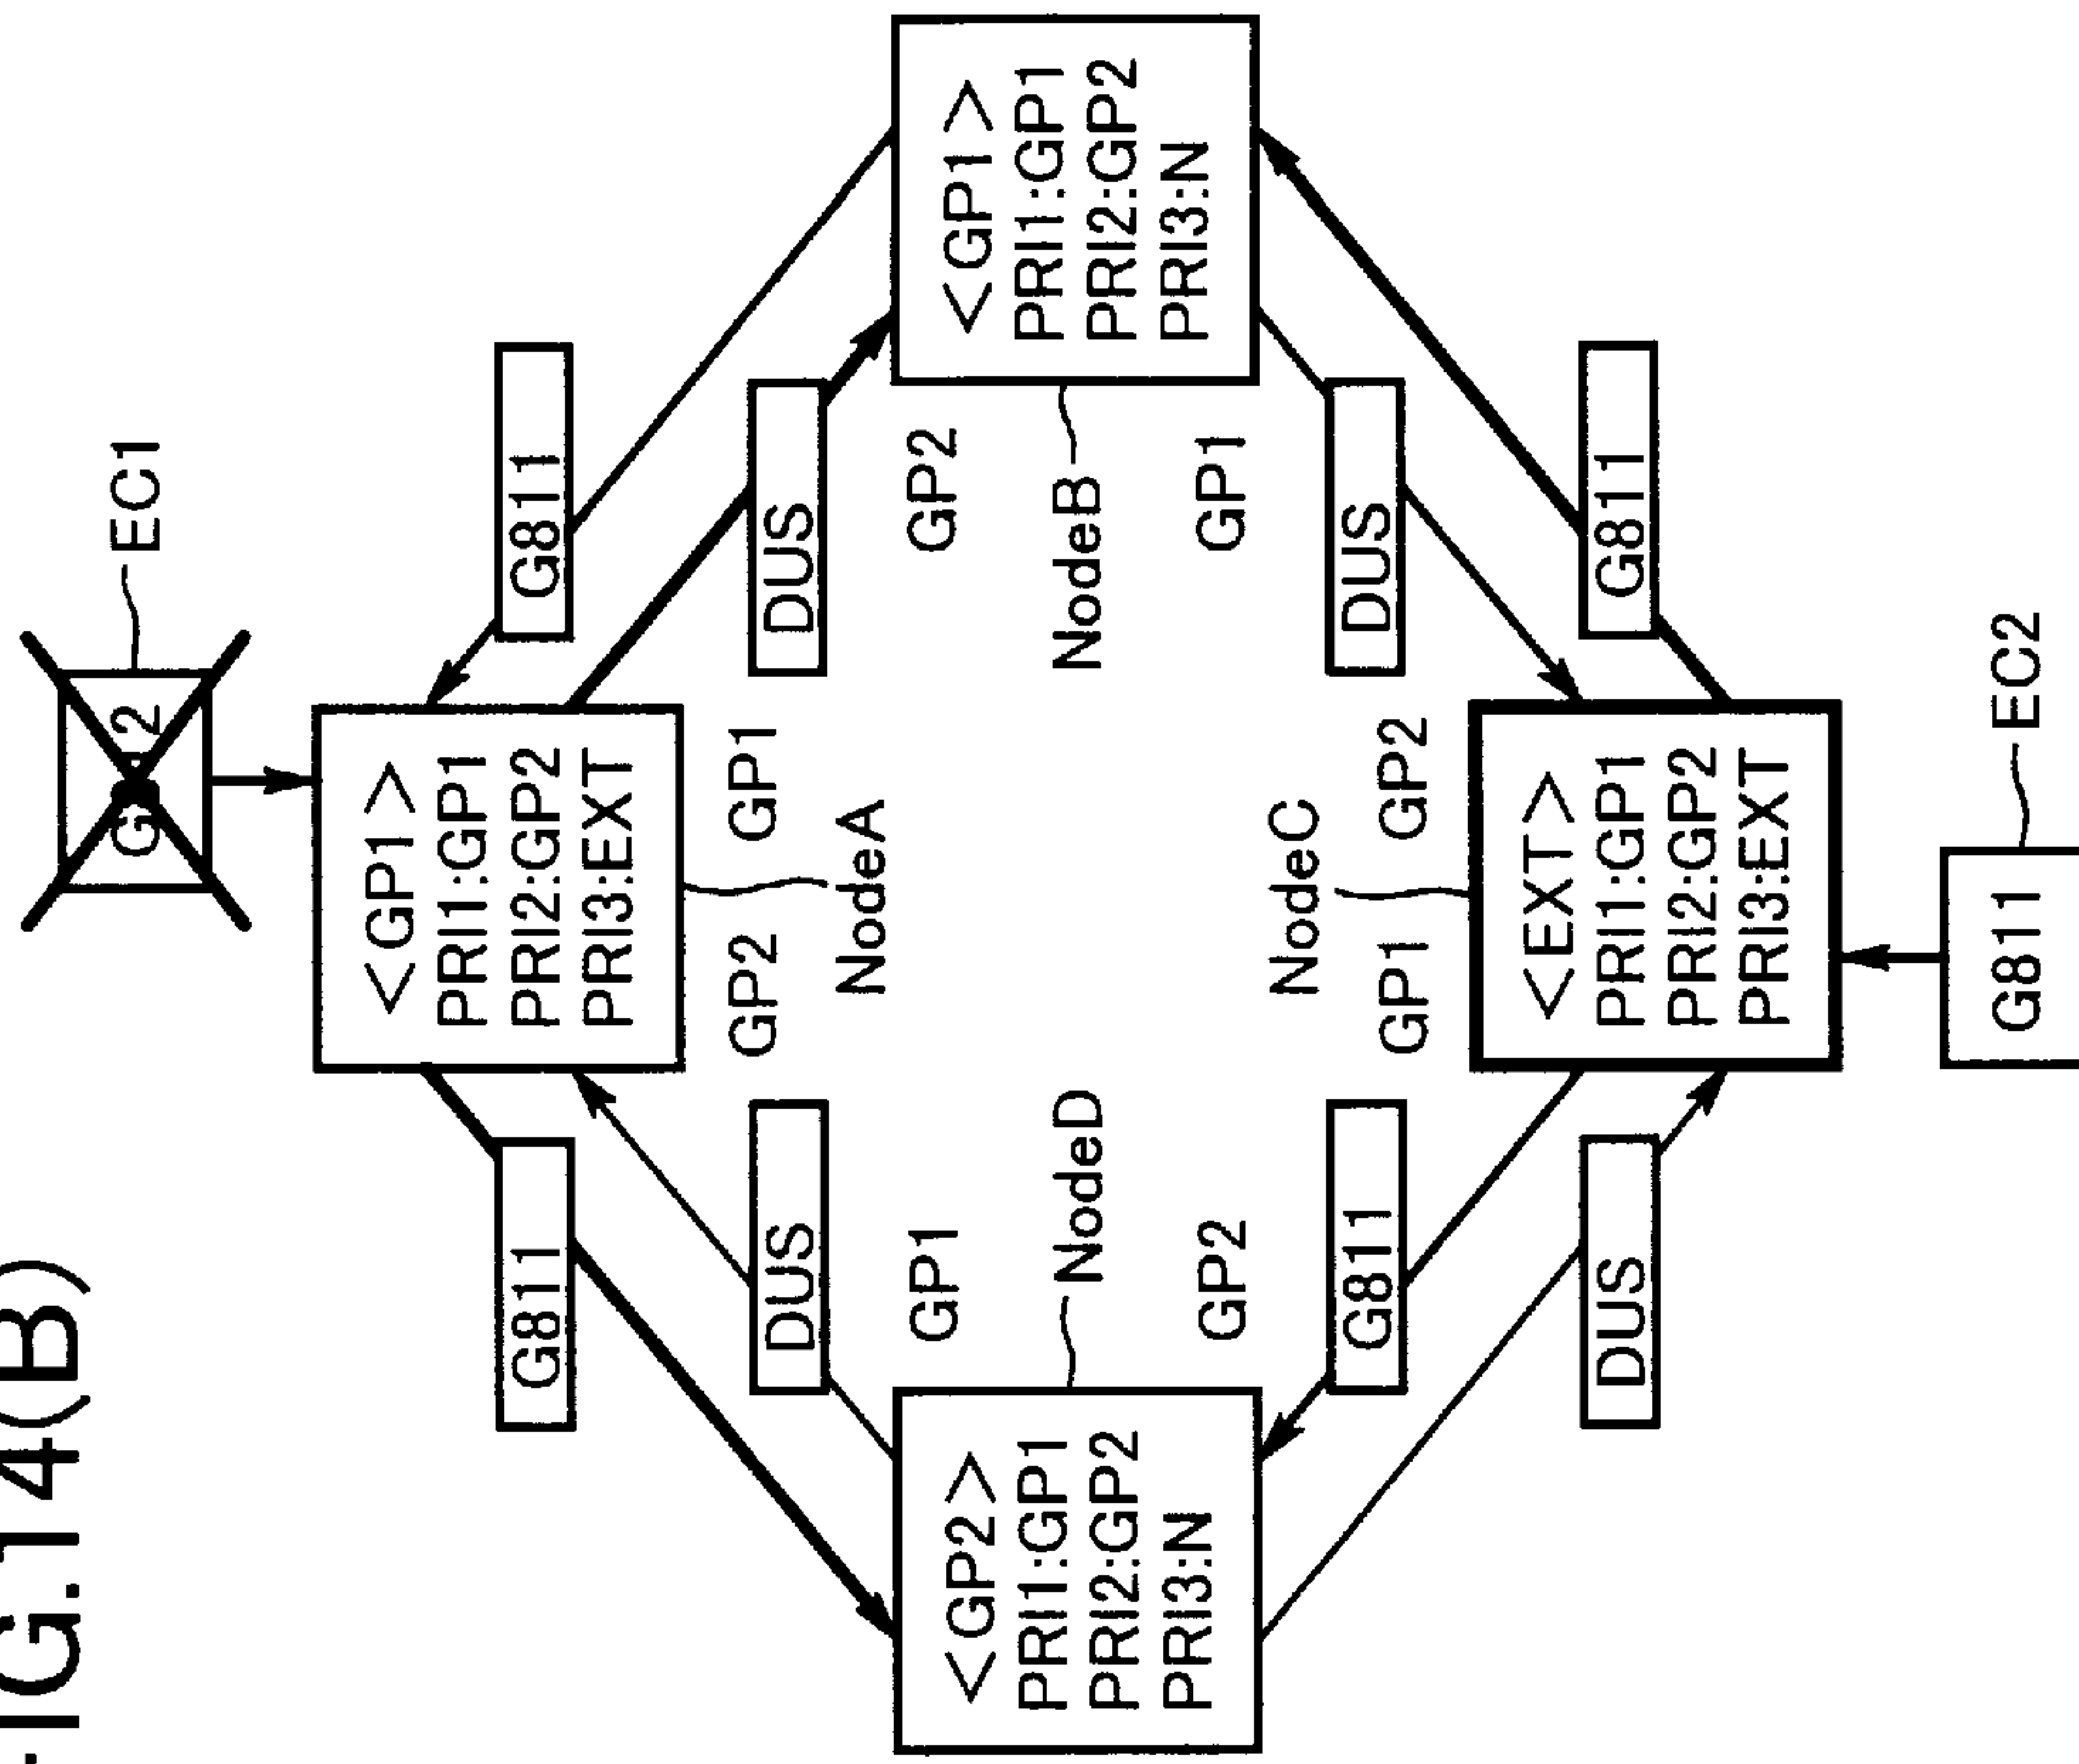 IG.14(B)
EC1
<GP1>
PRI1:GP1
PRI2:GP2
PRI3:EXT
GP2
GP1
NodeA
G811
DUS
G811
DUS
<GP2>
PRI1:GP1
PRI2:GP2
PRI3:N
GP1
NodeD
GP2
<GP1>
PRI1:GP1
PRI2:GP2
PRI3:N
GP2
NodeB
GP1
G811
DUS
DUS
G811
NodeC
GP1
GP2
<EXT>
PRI1:GP1
PRI2:GP2
PRI3:EXT
G811
EC2